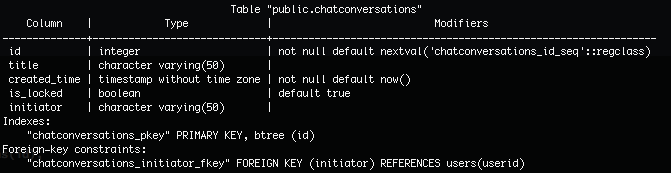 Table "public.chatconversations"
Column | Type | Modifiers
--------------+-----------------------------+-------------------------------------------------------------
id | integer | not null default nextval('chatconversations_id_seq'::regclass)
title | character varying(50) |
created_time | timestamp without time zone | not null default now()
is_locked | boolean | default true
initiator | character varying(50) |
Indexes:
"chatconversations_pkey" PRIMARY KEY, btree (id)
Foreign-key constraints:
"chatconversations_initiator_fkey" FOREIGN KEY (initiator) REFERENCES users(userid)